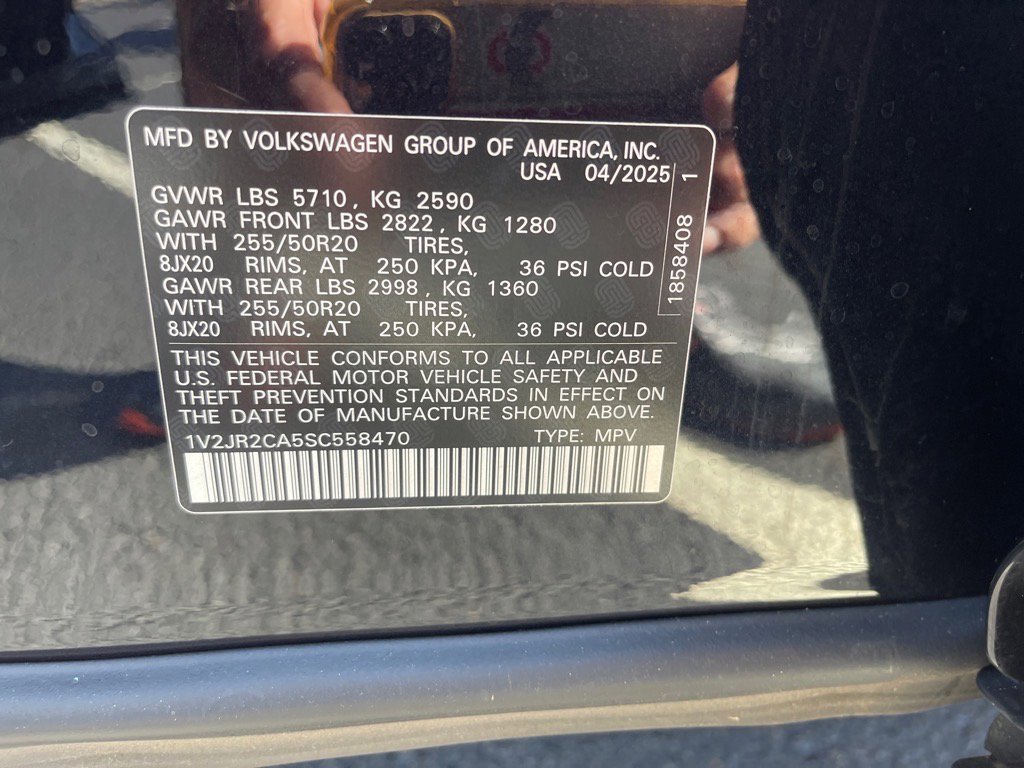 MFD BY VOLKSWAGEN GROUP OF AMERICA, INC.
USA 04/2025
GVWR LBS 5710, KG 2590
GAWR FRONT LBS 2822, KG 1280
WITH 255/50R20 TIRES,
8JX20 RIMS, AT 250 KPA, 36 PSI COLD
GAWR REAR LBS 2998, KG 1360
WITH 255/50R20 TIRES,
8JX20 RIMS, AT 250 KPA, 36 PSI COLD
1858408 1
THIS VEHICLE CONFORMS TO ALL APPLICABLE
U.S. FEDERAL MOTOR VEHICLE SAFETY AND
THEFT PREVENTION STANDARDS IN EFFECT ON
THE DATE OF MANUFACTURE SHOWN ABOVE.
1V2JR2CA5SC558470 TYPE: MPV